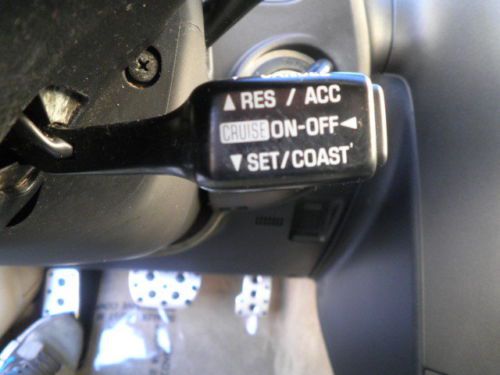 ▲ RES / ACC
CRUISE ON-OFF ◄
▼ SET/COAST